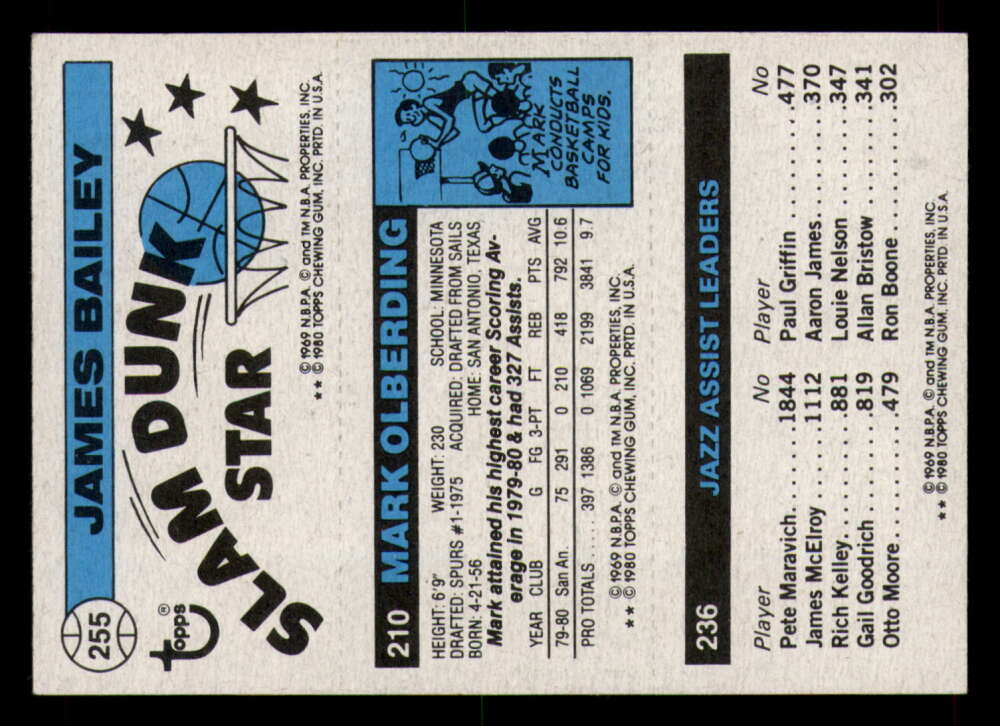 255
JAMES BAILEY
topps®
SLAM DUNK
STAR
© 1969 N.B.P.A. © and TM N.B.A. PROPERTIES, INC.
★★ © 1980 TOPPS CHEWING GUM, INC. PRTD. IN U.S.A.
210 MARK OLBERDING
HEIGHT: 6'9" WEIGHT: 230 SCHOOL: MINNESOTA
DRAFTED: SPURS #1-1975 ACQUIRED: DRAFTED FROM SAILS
BORN: 4-21-56 HOME: SAN ANTONIO, TEXAS
Mark attained his highest career Scoring Av-
erage in 1979-80 & had 327 Assists.
YEAR CLUB G FG 3-PT FT REB PTS AVG
79-80 San An. 75 291 0 210 418 792 10.6
PRO TOTALS ..... 397 1386 0 1069 2199 3841 9.7
© 1969 N.B.P.A. © and TM N.B.A. PROPERTIES, INC.
★★ © 1980 TOPPS CHEWING GUM, INC. PRTD. IN U.S.A.
MARK
CONDUCTS
BASKETBALL
CAMPS
FOR KIDS.
236 JAZZ ASSIST LEADERS
Player No Player No
Pete Maravich.....1844 Paul Griffin..........477
James McElroy.....1112 Aaron James..........370
Rich Kelley..........881 Louie Nelson..........347
Gail Goodrich........819 Allan Bristow..........341
Otto Moore..........479 Ron Boone..........302
© 1969 N.B.P.A. © and TM N.B.A. PROPERTIES, INC.
★★ © 1980 TOPPS CHEWING GUM, INC. PRTD. IN U.S.A.